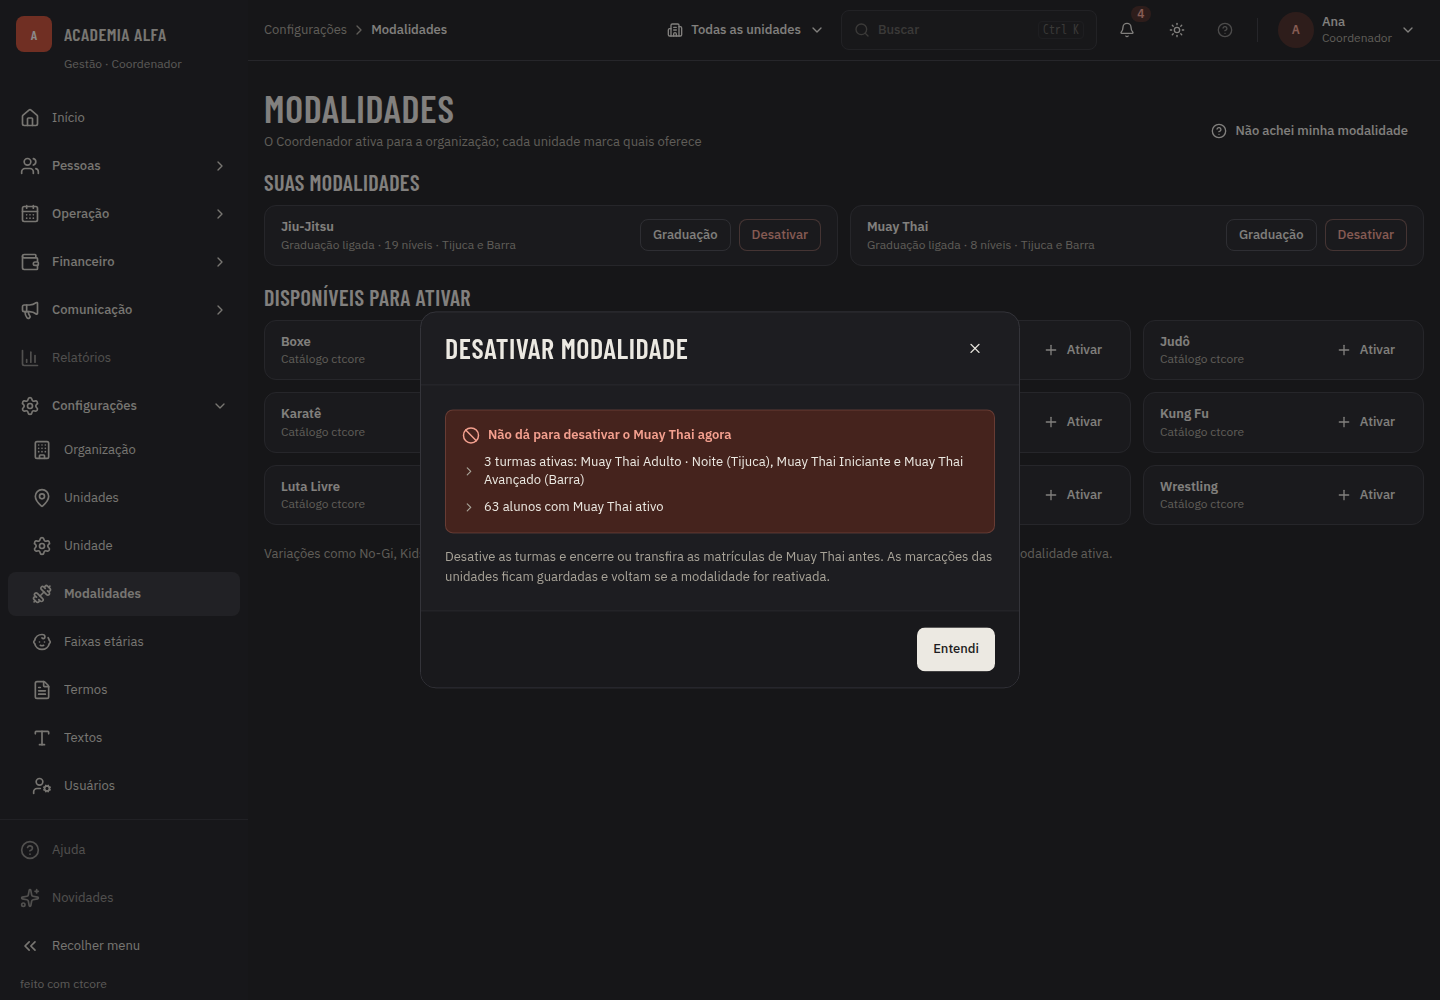 A
ACADEMIA ALFA
Gestão · Coordenador
Início
Pessoas
Operação
Financeiro
Comunicação
Relatórios
Configurações
Organização
Unidades
Unidade
Modalidades
Faixas etárias
Termos
Textos
Usuários
Ajuda
Novidades
Recolher menu
feito com ctcore
Configurações > Modalidades
Todas as unidades
Buscar
Ctrl K
4
A
Ana
Coordenador
MODALIDADES
O Coordenador ativa para a organização; cada unidade marca quais oferece
Não achei minha modalidade
SUAS MODALIDADES
Jiu-Jitsu
Graduação ligada · 19 níveis · Tijuca e Barra
Graduação
Desativar
Muay Thai
Graduação ligada · 8 níveis · Tijuca e Barra
Graduação
Desativar
DISPONÍVEIS PARA ATIVAR
Boxe
Catálogo ctcore
+ Ativar
Judô
Catálogo ctcore
+ Ativar
Karatê
Catálogo ctcore
+ Ativar
Kung Fu
Catálogo ctcore
+ Ativar
Luta Livre
Catálogo ctcore
+ Ativar
Wrestling
Catálogo ctcore
+ Ativar
Variações como No-Gi, Kid
modalidade ativa.
DESATIVAR MODALIDADE
Não dá para desativar o Muay Thai agora
3 turmas ativas: Muay Thai Adulto · Noite (Tijuca), Muay Thai Iniciante e Muay Thai
Avançado (Barra)
63 alunos com Muay Thai ativo
Desative as turmas e encerre ou transfira as matrículas de Muay Thai antes. As marcações das
unidades ficam guardadas e voltam se a modalidade for reativada.
Entendi